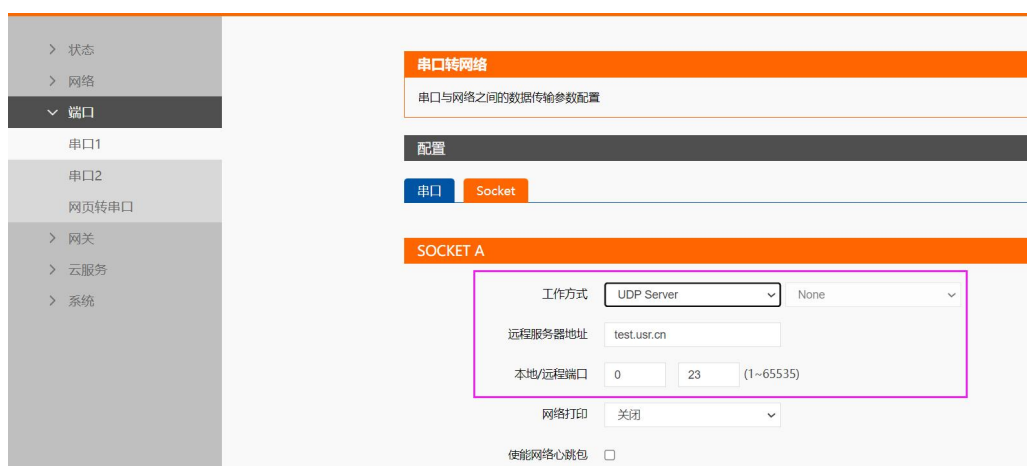 状态
网络
端口
串口1
串口2
网页转串口
网关
云服务
系统
串口转网络
串口与网络之间的数据传输参数配置
配置
串口 Socket
SOCKET A
工作方式 UDP Server None
远程服务器地址 test.usr.cn
本地/远程端口 0 23 (1~65535)
网络打印 关闭
使能网络心跳包